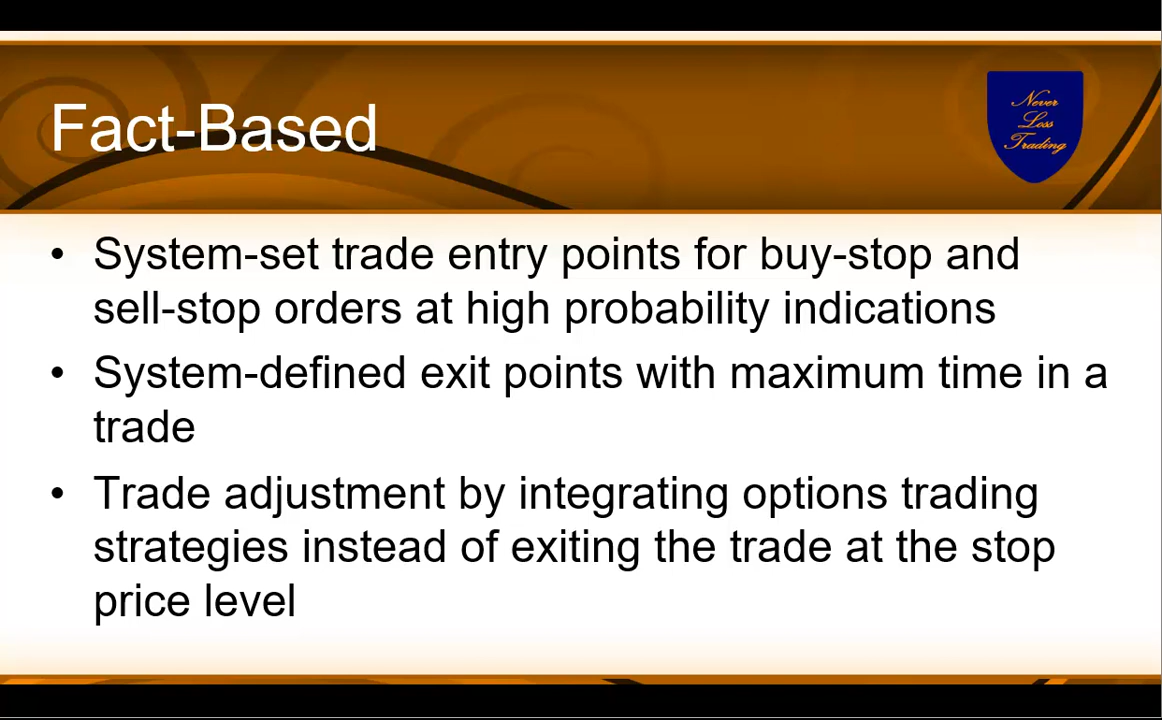 Fact-Based
Never
Loss
Trading
• System-set trade entry points for buy-stop and
sell-stop orders at high probability indications
• System-defined exit points with maximum time in a
trade
• Trade adjustment by integrating options trading
strategies instead of exiting the trade at the stop
price level